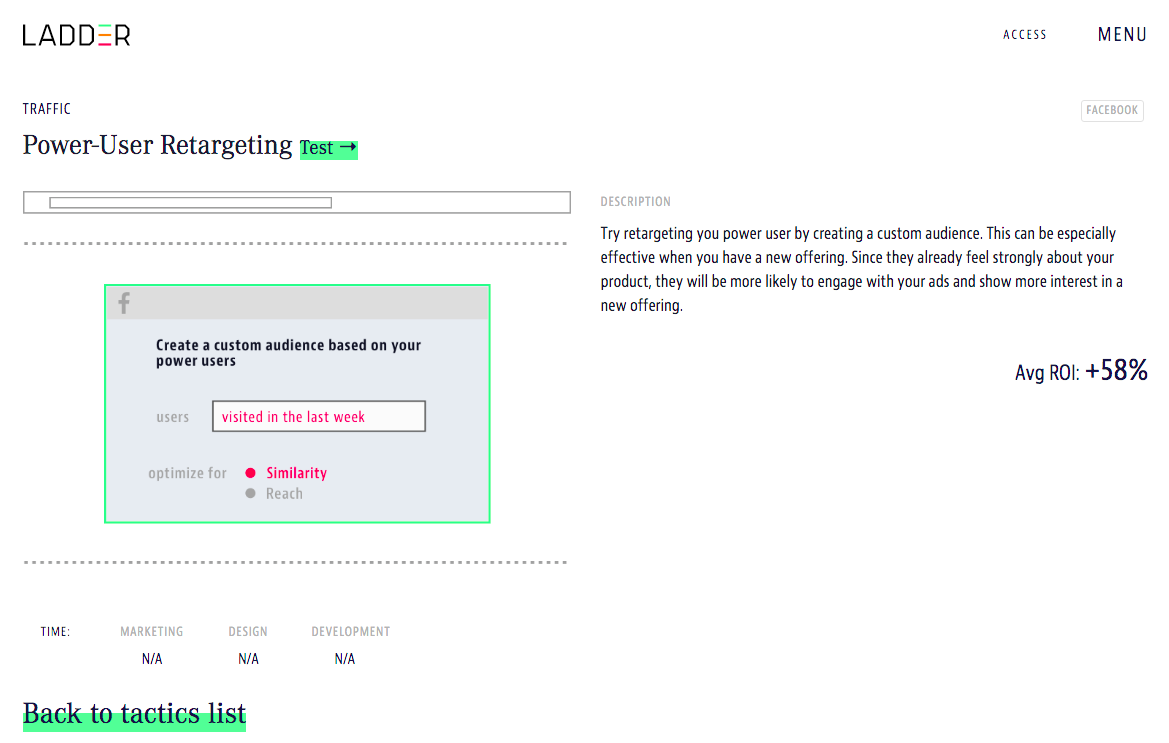 LADDER
ACCESS
MENU
TRAFFIC
FACEBOOK
Power-User Retargeting Test →
DESCRIPTION
Try retargeting you power user by creating a custom audience. This can be especially
effective when you have a new offering. Since they already feel strongly about your
product, they will be more likely to engage with your ads and show more interest in a
new offering.
Avg ROI: +58%
f
Create a custom audience based on your
power users
users visited in the last week
optimize for Similarity
Reach
TIME: MARKETING DESIGN DEVELOPMENT
N/A N/A N/A
Back to tactics list